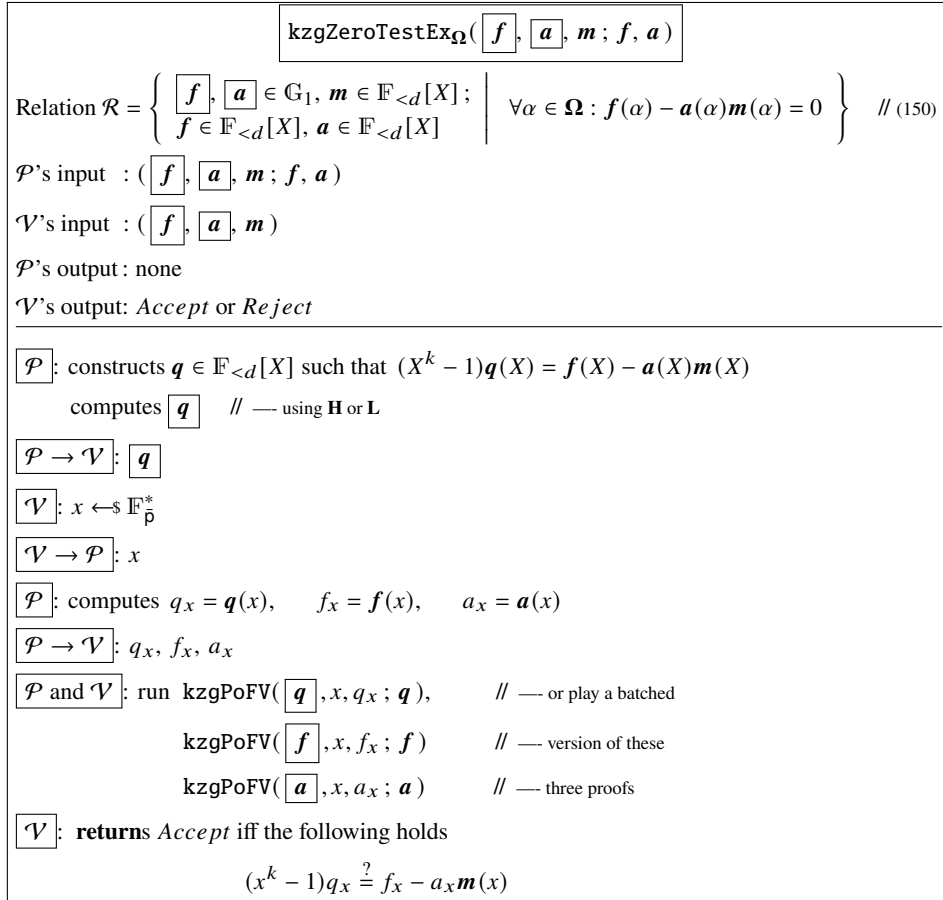 kzgZeroTestEx_Ω( [f], [a], m ; f, a )
Relation ℛ = { [f], [a] ∈ 𝔾₁, m ∈ 𝔽_{<d}[X] ; f ∈ 𝔽_{<d}[X], a ∈ 𝔽_{<d}[X] | ∀α ∈ Ω : f(α) − a(α)m(α) = 0 } // (150)
𝒫's input : ( [f], [a], m ; f, a )
𝒱's input : ( [f], [a], m )
𝒫's output : none
𝒱's output: Accept or Reject
[𝒫]: constructs q ∈ 𝔽_{<d}[X] such that (X^k − 1)q(X) = f(X) − a(X)m(X)
computes [q] // —- using H or L
[𝒫 → 𝒱]: [q]
[𝒱]: x ←$ 𝔽*_p̄
[𝒱 → 𝒫]: x
[𝒫]: computes q_x = q(x), f_x = f(x), a_x = a(x)
[𝒫 → 𝒱]: q_x, f_x, a_x
[𝒫 and 𝒱]: run kzgPoFV( [q], x, q_x ; q), // —- or play a batched
kzgPoFV( [f], x, f_x ; f) // —- version of these
kzgPoFV( [a], x, a_x ; a) // —- three proofs
[𝒱]: returns Accept iff the following holds
(x^k − 1)q_x ≟ f_x − a_x m(x)